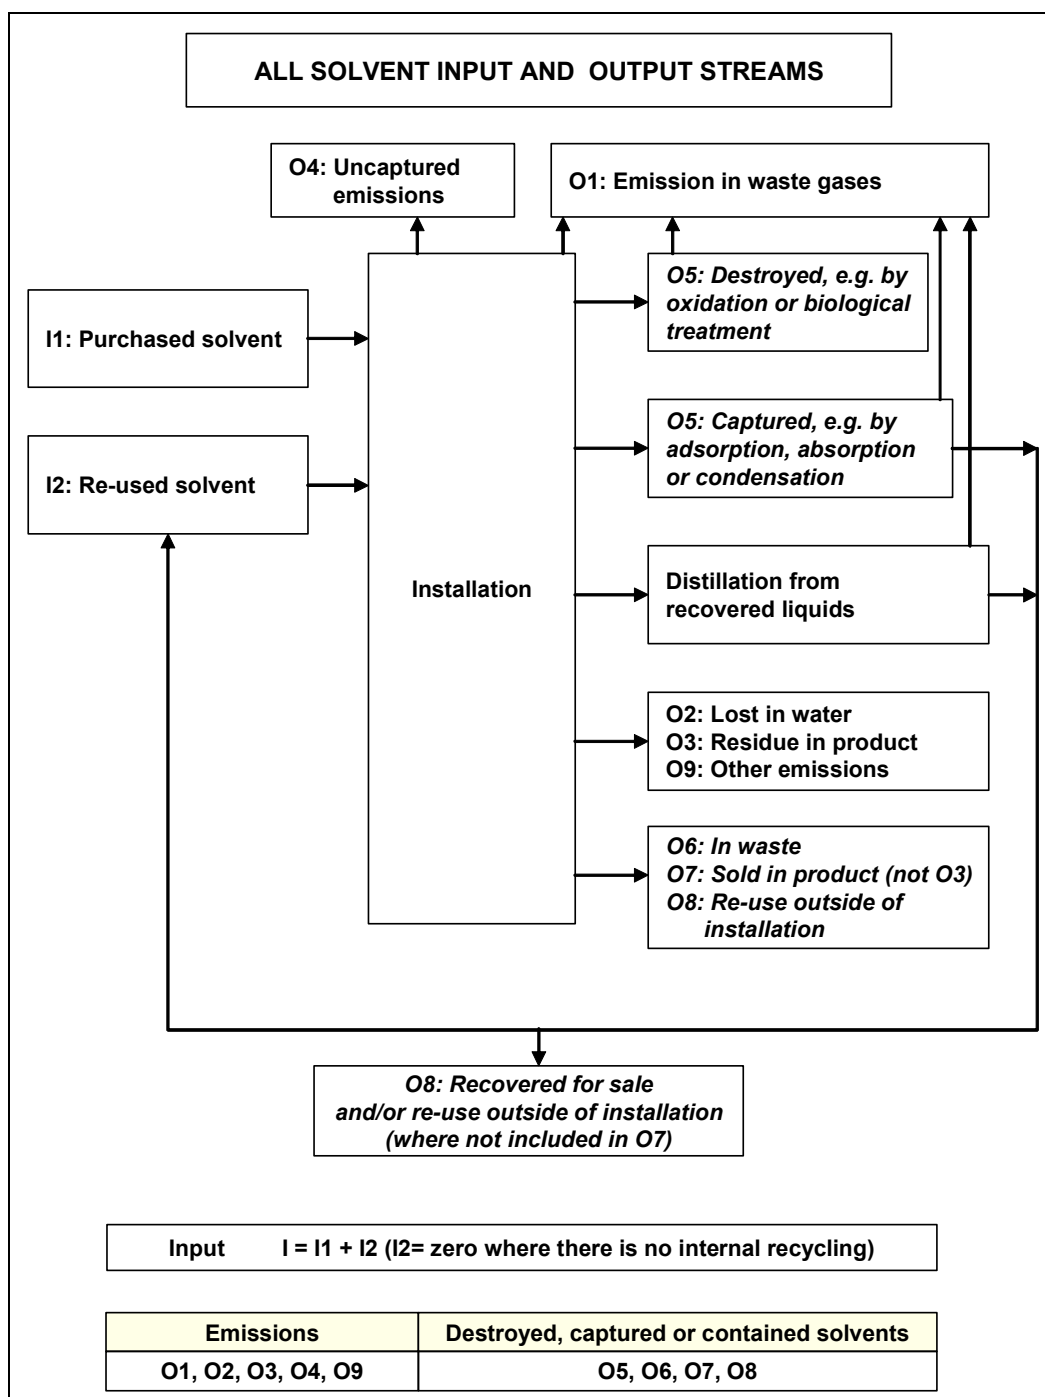 ALL SOLVENT INPUT AND OUTPUT STREAMS
O4: Uncaptured
emissions
O1: Emission in waste gases
I1: Purchased solvent
I2: Re-used solvent
Installation
O5: Destroyed, e.g. by
oxidation or biological
treatment
O5: Captured, e.g. by
adsorption, absorption
or condensation
Distillation from
recovered liquids
O2: Lost in water
O3: Residue in product
O9: Other emissions
O6: In waste
O7: Sold in product (not O3)
O8: Re-use outside of
installation
O8: Recovered for sale
and/or re-use outside of installation
(where not included in O7)
Input I = I1 + I2 (I2= zero where there is no internal recycling)
Emissions Destroyed, captured or contained solvents
O1, O2, O3, O4, O9 O5, O6, O7, O8